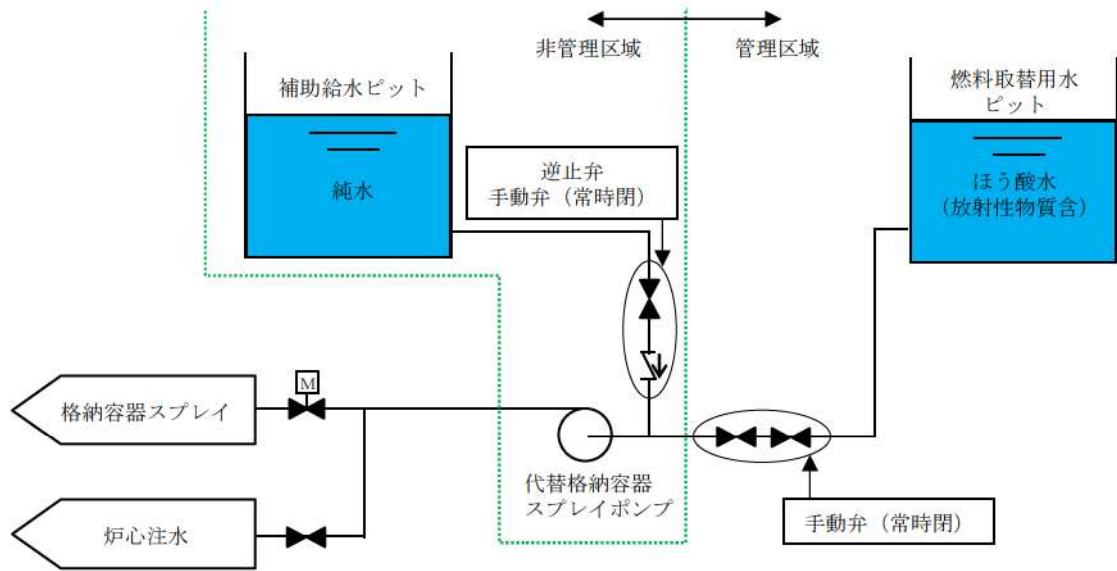 非管理区域
管理区域
補助給水ピット
純水
逆止弁
手動弁（常時閉）
燃料取替用水
ピット
ほう酸水
（放射性物質含）
M
格納容器スプレイ
代替格納容器
スプレイポンプ
手動弁（常時閉）
炉心注水